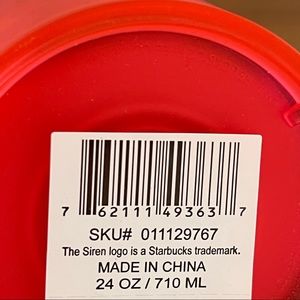 7 62111 49363 7
SKU# 011129767
The Siren logo is a Starbucks trademark.
MADE IN CHINA
24 OZ / 710 ML